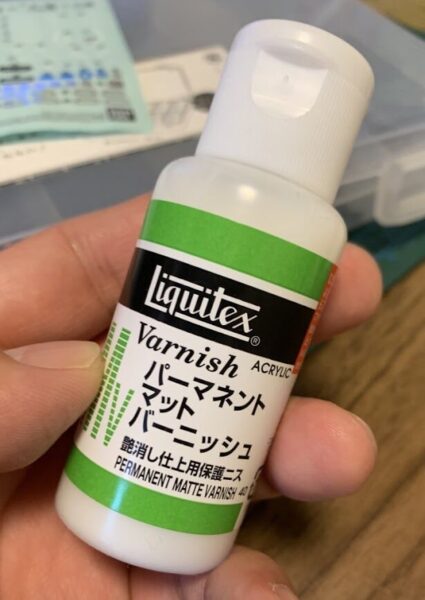 Liquitex®
Varnish ACRYLIC
パーマネント
マット
バーニッシュ
艶消し仕上用保護ニス
PERMANENT MATTE VARNISH 40